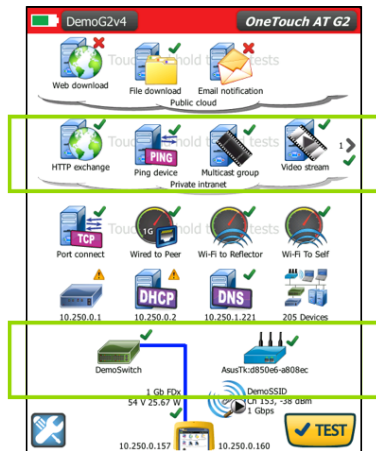 DemoG2v4 OneTouch AT G2
Web download File download Email notification
Public cloud
1
HTTP exchange Ping device Multicast group Video stream
PING
Private intranet
TCP 1G
Port connect Wired to Peer Wi-Fi to Reflector Wi-Fi To Self
DHCP DNS
10.250.0.1 10.250.0.2 10.250.1.221 205 Devices
DemoSwitch AsusTk:d850e6-a808ec
1 Gb FDx DemoSSID
54 V 25.67 W Ch 153, -38 dBm
1 Gbps
TEST
10.250.0.157 10.250.0.160